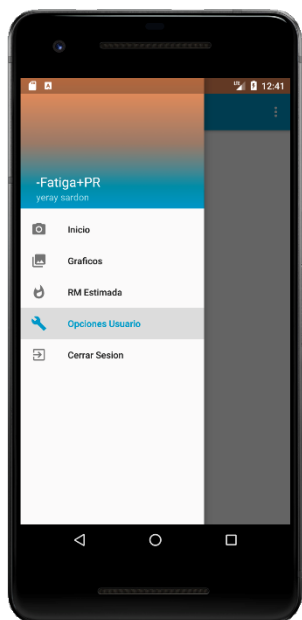 12:41
-Fatiga+PR
yeray sardon
Inicio
Graficos
RM Estimada
Opciones Usuario
Cerrar Sesion